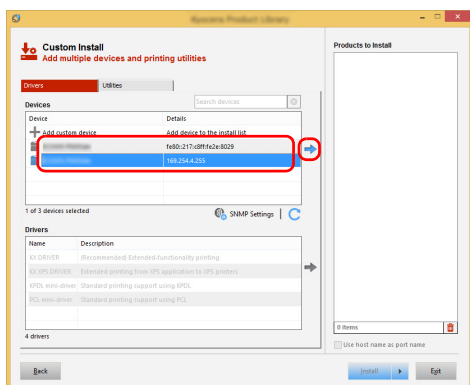 Kyocera Product Library
Custom Install
Add multiple devices and printing utilities
Products to Install
Drivers
Utilities
Devices
Search devices
Device Details
Add custom device Add device to the install list
fe80::217:c8ff:fe2e:8029
169.254.4.255
1 of 3 devices selected
SNMP Settings
Drivers
Name Description
KX DRIVER (Recommended) Extended-functionality printing
KX XPS DRIVER Extended printing from XPS application to XPS printers
KPDL mini-driver Standard printing support using KPDL
PCL mini-driver Standard printing support using PCL
4 drivers
0 items
Use host name as port name
Back
Install
Exit